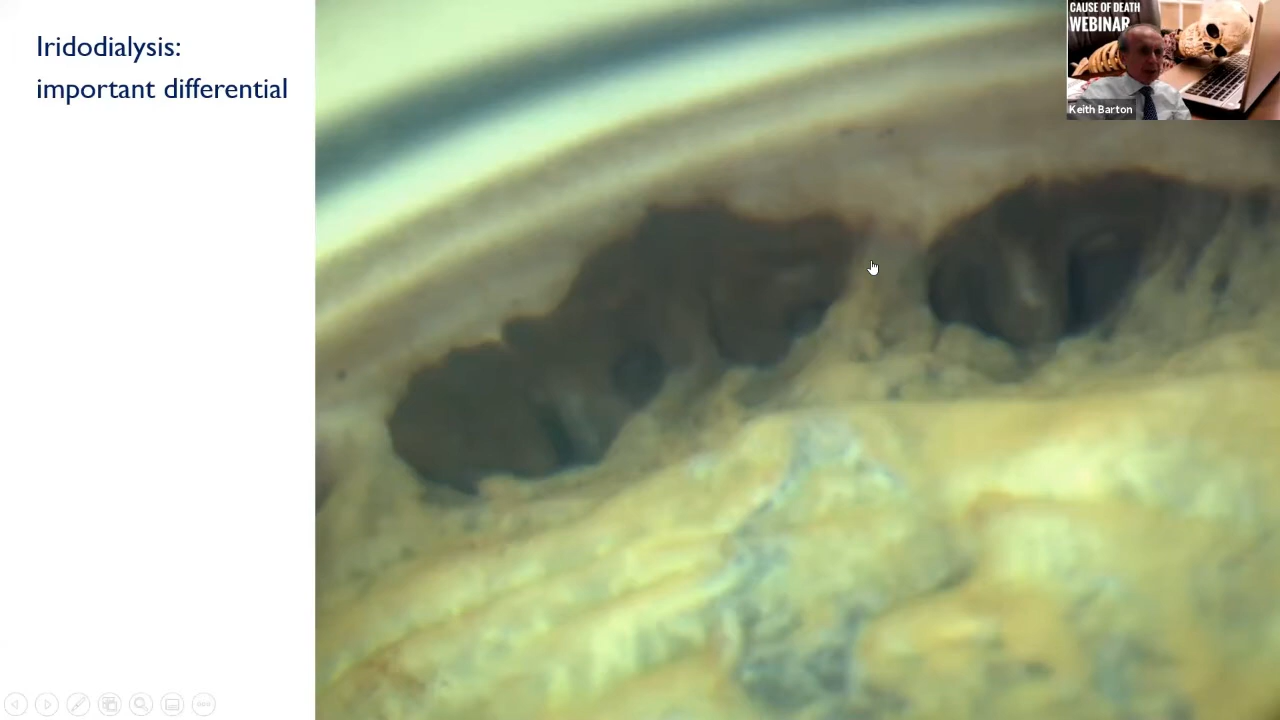 Iridodialysis:
important differential
CAUSE OF DEATH
WEBINAR
Keith Barton